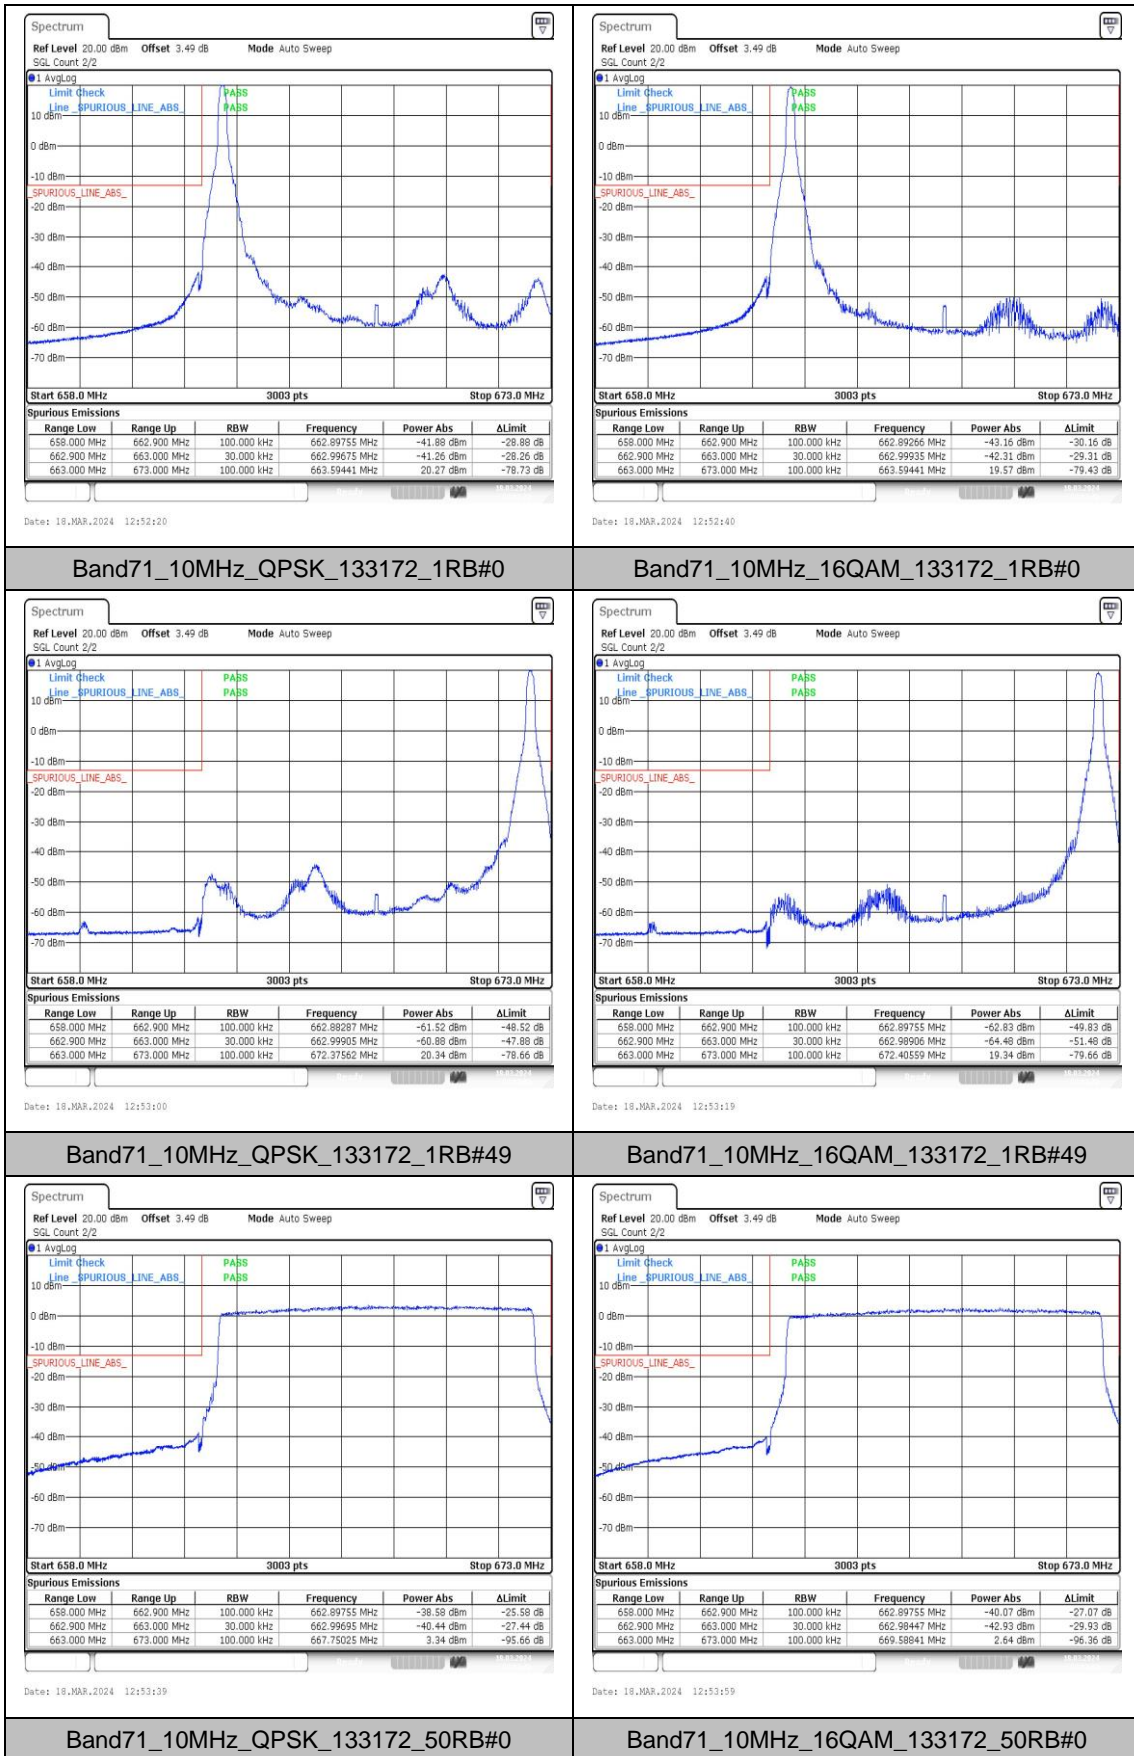 Spectrum
Ref Level 20.00 dBm Offset 3.49 dB Mode Auto Sweep
SGL Count 2/2
1 AvgLog
Limit Check PASS
Line _SPURIOUS_LINE_ABS_ PASS
10 dBm
0 dBm
-10 dBm
_SPURIOUS_LINE_ABS_
-20 dBm
-30 dBm
-40 dBm
-50 dBm
-60 dBm
-70 dBm
Start 658.0 MHz 3003 pts Stop 673.0 MHz
Spurious Emissions
Range Low Range Up RBW Frequency Power Abs ΔLimit
658.000 MHz 662.900 MHz 100.000 kHz 662.89755 MHz -41.88 dBm -28.88 dB
662.900 MHz 663.000 MHz 30.000 kHz 662.99675 MHz -41.26 dBm -28.26 dB
663.000 MHz 673.000 MHz 100.000 kHz 663.59441 MHz 20.27 dBm -78.73 dB
Date: 18.MAR.2024 12:52:20
Band71_10MHz_QPSK_133172_1RB#0
Spectrum
Ref Level 20.00 dBm Offset 3.49 dB Mode Auto Sweep
SGL Count 2/2
1 AvgLog
Limit Check PASS
Line _SPURIOUS_LINE_ABS_ PASS
10 dBm
0 dBm
-10 dBm
_SPURIOUS_LINE_ABS_
-20 dBm
-30 dBm
-40 dBm
-50 dBm
-60 dBm
-70 dBm
Start 658.0 MHz 3003 pts Stop 673.0 MHz
Spurious Emissions
Range Low Range Up RBW Frequency Power Abs ΔLimit
658.000 MHz 662.900 MHz 100.000 kHz 662.89266 MHz -43.16 dBm -30.16 dB
662.900 MHz 663.000 MHz 30.000 kHz 662.99935 MHz -42.31 dBm -29.31 dB
663.000 MHz 673.000 MHz 100.000 kHz 663.59441 MHz 19.57 dBm -79.43 dB
Date: 18.MAR.2024 12:52:40
Band71_10MHz_16QAM_133172_1RB#0
Spectrum
Ref Level 20.00 dBm Offset 3.49 dB Mode Auto Sweep
SGL Count 2/2
1 AvgLog
Limit Check PASS
Line _SPURIOUS_LINE_ABS_ PASS
10 dBm
0 dBm
-10 dBm
_SPURIOUS_LINE_ABS_
-20 dBm
-30 dBm
-40 dBm
-50 dBm
-60 dBm
-70 dBm
Start 658.0 MHz 3003 pts Stop 673.0 MHz
Spurious Emissions
Range Low Range Up RBW Frequency Power Abs ΔLimit
658.000 MHz 662.900 MHz 100.000 kHz 662.88287 MHz -61.52 dBm -48.52 dB
662.900 MHz 663.000 MHz 30.000 kHz 662.99905 MHz -60.88 dBm -47.88 dB
663.000 MHz 673.000 MHz 100.000 kHz 672.37562 MHz 20.34 dBm -78.66 dB
Date: 18.MAR.2024 12:53:00
Band71_10MHz_QPSK_133172_1RB#49
Spectrum
Ref Level 20.00 dBm Offset 3.49 dB Mode Auto Sweep
SGL Count 2/2
1 AvgLog
Limit Check PASS
Line _SPURIOUS_LINE_ABS_ PASS
10 dBm
0 dBm
-10 dBm
_SPURIOUS_LINE_ABS_
-20 dBm
-30 dBm
-40 dBm
-50 dBm
-60 dBm
-70 dBm
Start 658.0 MHz 3003 pts Stop 673.0 MHz
Spurious Emissions
Range Low Range Up RBW Frequency Power Abs ΔLimit
658.000 MHz 662.900 MHz 100.000 kHz 662.89755 MHz -62.83 dBm -49.83 dB
662.900 MHz 663.000 MHz 30.000 kHz 662.98906 MHz -64.48 dBm -51.48 dB
663.000 MHz 673.000 MHz 100.000 kHz 672.40559 MHz 19.34 dBm -79.66 dB
Date: 18.MAR.2024 12:53:19
Band71_10MHz_16QAM_133172_1RB#49
Spectrum
Ref Level 20.00 dBm Offset 3.49 dB Mode Auto Sweep
SGL Count 2/2
1 AvgLog
Limit Check PASS
Line _SPURIOUS_LINE_ABS_ PASS
10 dBm
0 dBm
-10 dBm
_SPURIOUS_LINE_ABS_
-20 dBm
-30 dBm
-40 dBm
-50 dBm
-60 dBm
-70 dBm
Start 658.0 MHz 3003 pts Stop 673.0 MHz
Spurious Emissions
Range Low Range Up RBW Frequency Power Abs ΔLimit
658.000 MHz 662.900 MHz 100.000 kHz 662.89755 MHz -38.58 dBm -25.58 dB
662.900 MHz 663.000 MHz 30.000 kHz 662.99695 MHz -40.44 dBm -27.44 dB
663.000 MHz 673.000 MHz 100.000 kHz 667.75025 MHz 3.34 dBm -95.66 dB
Date: 18.MAR.2024 12:53:39
Band71_10MHz_QPSK_133172_50RB#0
Spectrum
Ref Level 20.00 dBm Offset 3.49 dB Mode Auto Sweep
SGL Count 2/2
1 AvgLog
Limit Check PASS
Line _SPURIOUS_LINE_ABS_ PASS
10 dBm
0 dBm
-10 dBm
_SPURIOUS_LINE_ABS_
-20 dBm
-30 dBm
-40 dBm
-50 dBm
-60 dBm
-70 dBm
Start 658.0 MHz 3003 pts Stop 673.0 MHz
Spurious Emissions
Range Low Range Up RBW Frequency Power Abs ΔLimit
658.000 MHz 662.900 MHz 100.000 kHz 662.89755 MHz -40.07 dBm -27.07 dB
662.900 MHz 663.000 MHz 30.000 kHz 662.98447 MHz -42.93 dBm -29.93 dB
663.000 MHz 673.000 MHz 100.000 kHz 669.58841 MHz 2.64 dBm -96.36 dB
Date: 18.MAR.2024 12:53:59
Band71_10MHz_16QAM_133172_50RB#0